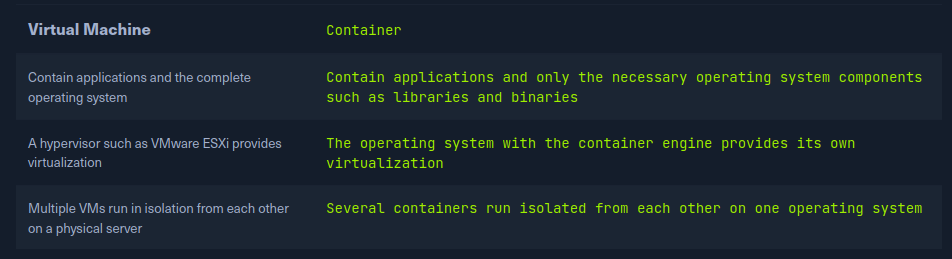 Virtual Machine
Container
Contain applications and the complete
operating system
Contain applications and only the necessary operating system components
such as libraries and binaries
A hypervisor such as VMware ESXi provides
virtualization
The operating system with the container engine provides its own
virtualization
Multiple VMs run in isolation from each other
on a physical server
Several containers run isolated from each other on one operating system